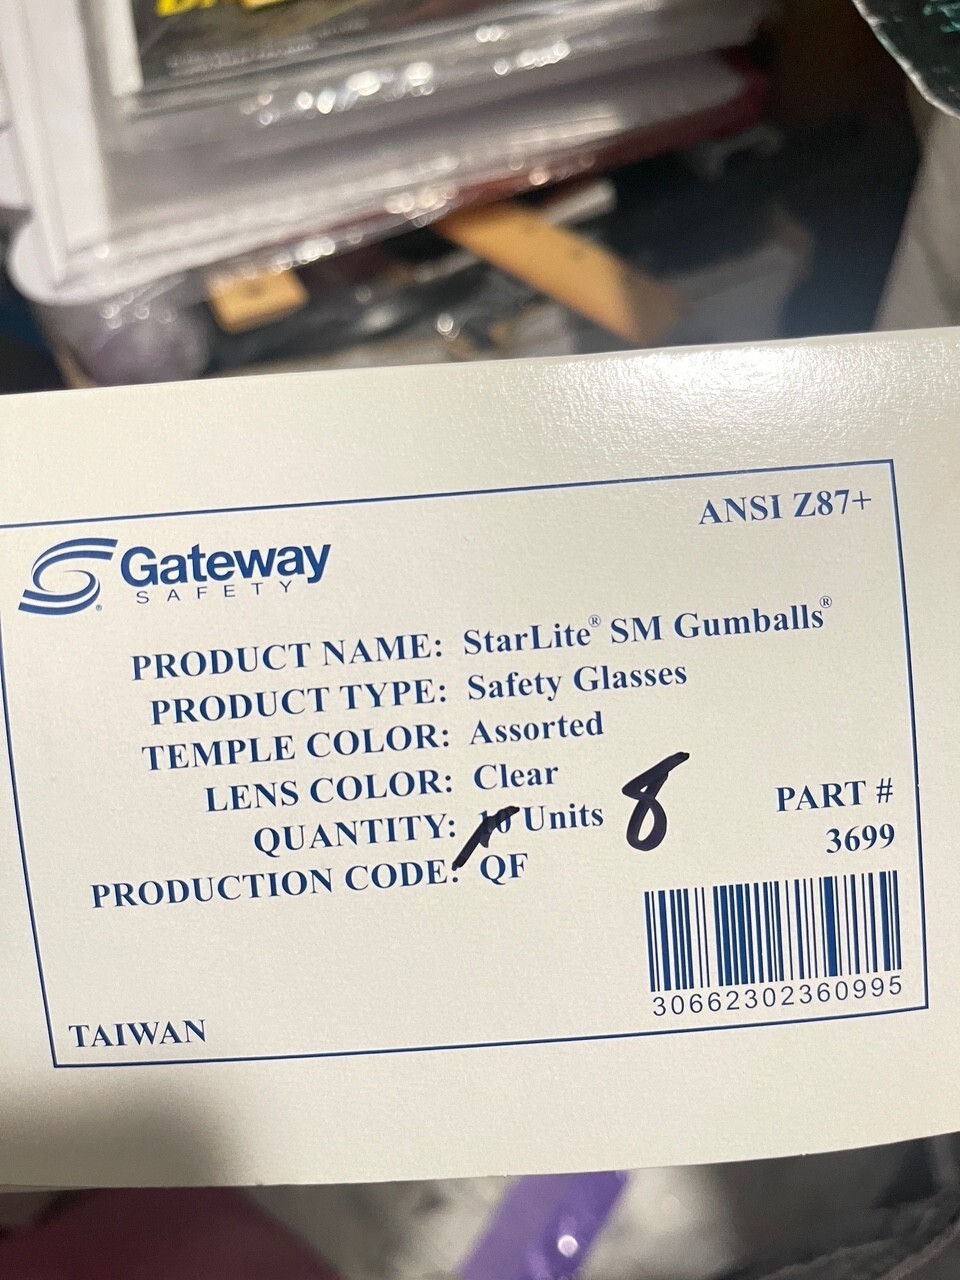 ANSI Z87+
Gateway®
SAFETY
PRODUCT NAME: StarLite® SM Gumballs®
PRODUCT TYPE: Safety Glasses
TEMPLE COLOR: Assorted
LENS COLOR: Clear
QUANTITY: 10 Units 8
PRODUCTION CODE: QF
PART #
3699
30662302360995
TAIWAN